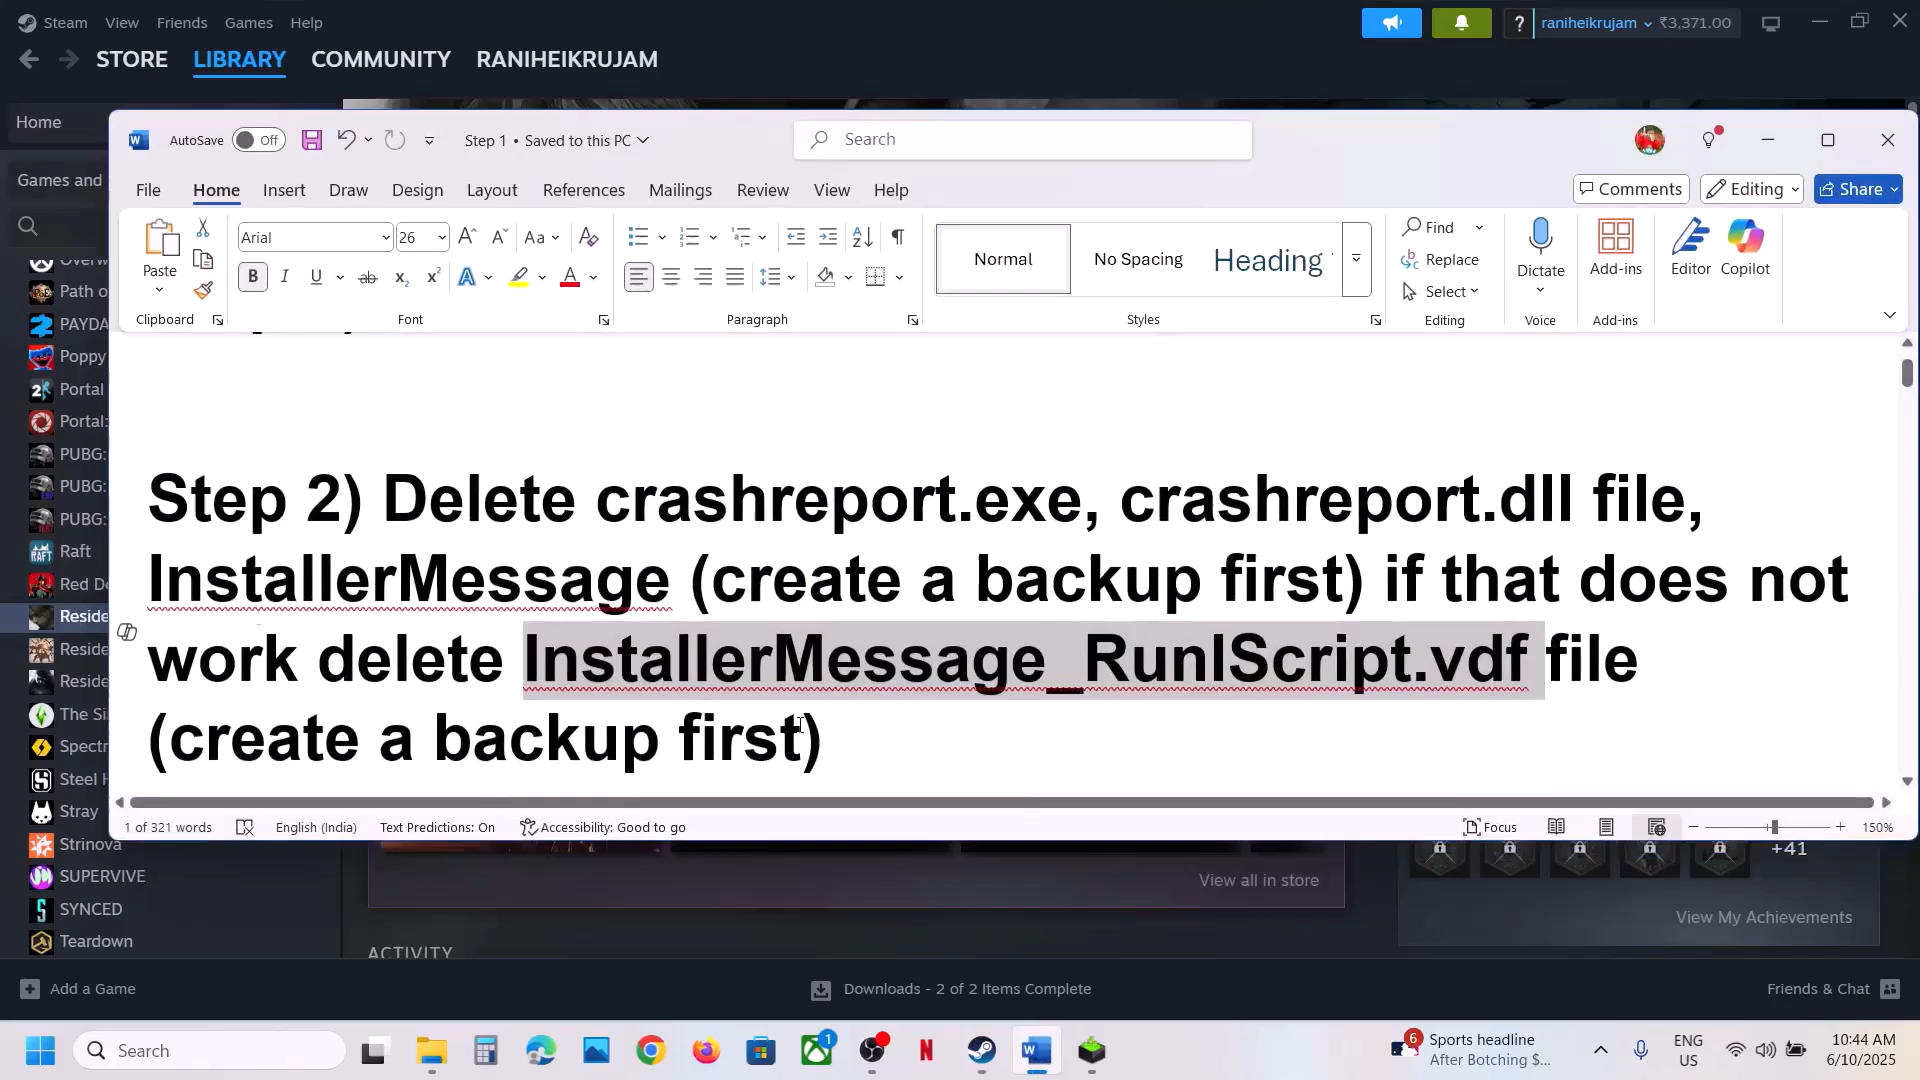 Steam View Friends Games Help
raniheikrujam ₹3,371.00
STORE LIBRARY COMMUNITY RANIHEIKRUJAM
Home
Games and
AutoSave Off Step 1 • Saved to this PC
Search
File Home Insert Draw Design Layout References Mailings Review View Help
Comments Editing Share
Paste
Clipboard
Arial 26
Font
Paragraph
Normal No Spacing Heading
Styles
Find
Replace
Select
Editing
Dictate
Voice
Add-ins
Add-ins
Editor Copilot
Step 2) Delete crashreport.exe, crashreport.dll file,
InstallerMessage (create a backup first) if that does not
work delete InstallerMessage_RunIScript.vdf file
(create a backup first)
1 of 321 words English (India) Text Predictions: On Accessibility: Good to go Focus 150%
Path o
PAYDA
Poppy
Portal
Portal:
PUBG:
PUBG:
PUBG:
Raft
Red De
Reside
Reside
Reside
The Si
Spectr
Steel H
Stray
Strinova
SUPERVIVE
SYNCED
Teardown
View all in store
+41
View My Achievements
ACTIVITY
Add a Game
Downloads - 2 of 2 Items Complete
Friends & Chat
Search
1
6
Sports headline
After Botching $...
ENG
US
10:44 AM
6/10/2025